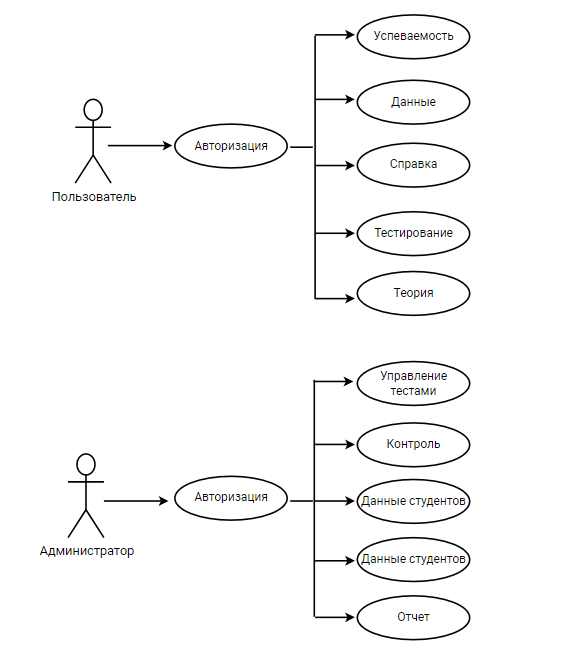 Успеваемость
Данные
Авторизация
Справка
Пользователь
Тестирование
Теория
Управление
тестами
Контроль
Авторизация
Данные студентов
Администратор
Данные студентов
Отчет